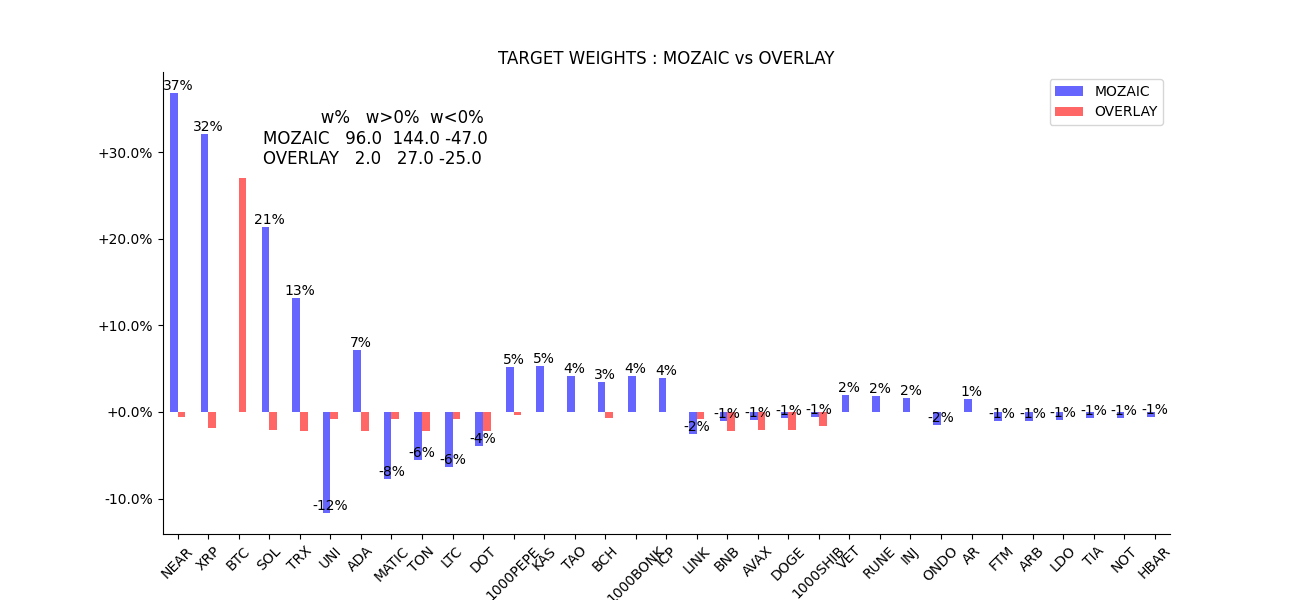 TARGET WEIGHTS : MOZAIC vs OVERLAY
MOZAIC
OVERLAY
w% w>0% w<0%
MOZAIC 96.0 144.0 -47.0
OVERLAY 2.0 27.0 -25.0
+30.0%
+20.0%
+10.0%
+0.0%
-10.0%
37%
32%
21%
13%
-12%
7%
-8%
-6%
-6%
-4%
5%
5%
4%
3%
4%
4%
-2%
-1%
-1%
-1%
-1%
2%
2%
2%
-2%
1%
-1%
-1%
-1%
-1%
-1%
-1%
NEAR
XRP
BTC
SOL
TRX
UNI
ADA
MATIC
TON
LTC
DOT
1000PEPE
KAS
TAO
BCH
1000BONK
ICP
LINK
BNB
AVAX
DOGE
1000SHIB
VET
RUNE
INJ
ONDO
AR
FTM
ARB
LDO
TIA
NOT
HBAR